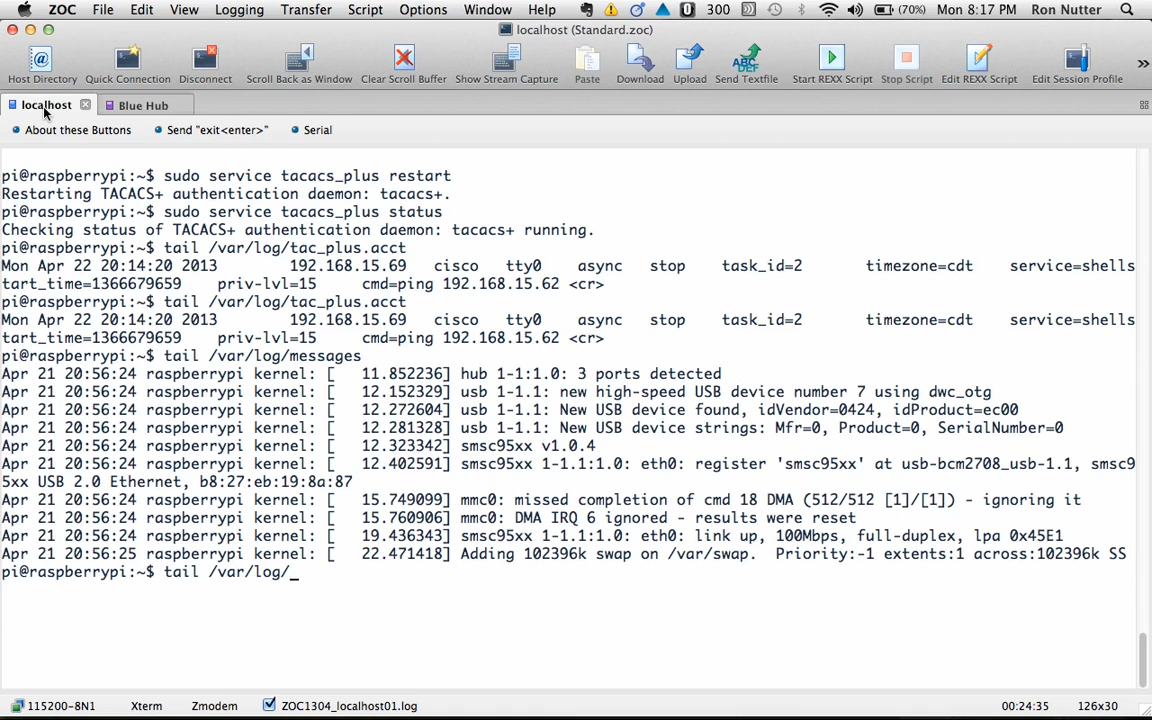 ZOC File Edit View Logging Transfer Script Options Window Help 300 (70%) Mon 8:17 PM Ron Nutter
localhost (Standard.zoc)
Host Directory Quick Connection Disconnect Scroll Back as Window Clear Scroll Buffer Show Stream Capture Paste Download Upload Send Textfile Start REXX Script Stop Script Edit REXX Script Edit Session Profile
localhost Blue Hub
About these Buttons Send "exit<enter>" Serial
pi@raspberrypi:~$ sudo service tacacs_plus restart
Restarting TACACS+ authentication daemon: tacacs+.
pi@raspberrypi:~$ sudo service tacacs_plus status
Checking status of TACACS+ authentication daemon: tacacs+ running.
pi@raspberrypi:~$ tail /var/log/tac_plus.acct
Mon Apr 22 20:14:20 2013 192.168.15.69 cisco tty0 async stop task_id=2 timezone=cdt service=shells
tart_time=1366679659 priv-lvl=15 cmd=ping 192.168.15.62 <cr>
pi@raspberrypi:~$ tail /var/log/tac_plus.acct
Mon Apr 22 20:14:20 2013 192.168.15.69 cisco tty0 async stop task_id=2 timezone=cdt service=shells
tart_time=1366679659 priv-lvl=15 cmd=ping 192.168.15.62 <cr>
pi@raspberrypi:~$ tail /var/log/messages
Apr 21 20:56:24 raspberrypi kernel: [ 11.852236] hub 1-1:1.0: 3 ports detected
Apr 21 20:56:24 raspberrypi kernel: [ 12.152329] usb 1-1.1: new high-speed USB device number 7 using dwc_otg
Apr 21 20:56:24 raspberrypi kernel: [ 12.272604] usb 1-1.1: New USB device found, idVendor=0424, idProduct=ec00
Apr 21 20:56:24 raspberrypi kernel: [ 12.281328] usb 1-1.1: New USB device strings: Mfr=0, Product=0, SerialNumber=0
Apr 21 20:56:24 raspberrypi kernel: [ 12.323342] smsc95xx v1.0.4
Apr 21 20:56:24 raspberrypi kernel: [ 12.402591] smsc95xx 1-1.1:1.0: eth0: register 'smsc95xx' at usb-bcm2708_usb-1.1, smsc9
5xx USB 2.0 Ethernet, b8:27:eb:19:8a:87
Apr 21 20:56:24 raspberrypi kernel: [ 15.749099] mmc0: missed completion of cmd 18 DMA (512/512 [1]/[1]) - ignoring it
Apr 21 20:56:24 raspberrypi kernel: [ 15.760906] mmc0: DMA IRQ 6 ignored - results were reset
Apr 21 20:56:24 raspberrypi kernel: [ 19.436343] smsc95xx 1-1.1:1.0: eth0: link up, 100Mbps, full-duplex, lpa 0x45E1
Apr 21 20:56:25 raspberrypi kernel: [ 22.471418] Adding 102396k swap on /var/swap. Priority:-1 extents:1 across:102396k SS
pi@raspberrypi:~$ tail /var/log/_
115200-8N1 Xterm Zmodem ZOC1304_localhost01.log 00:24:35 126x30